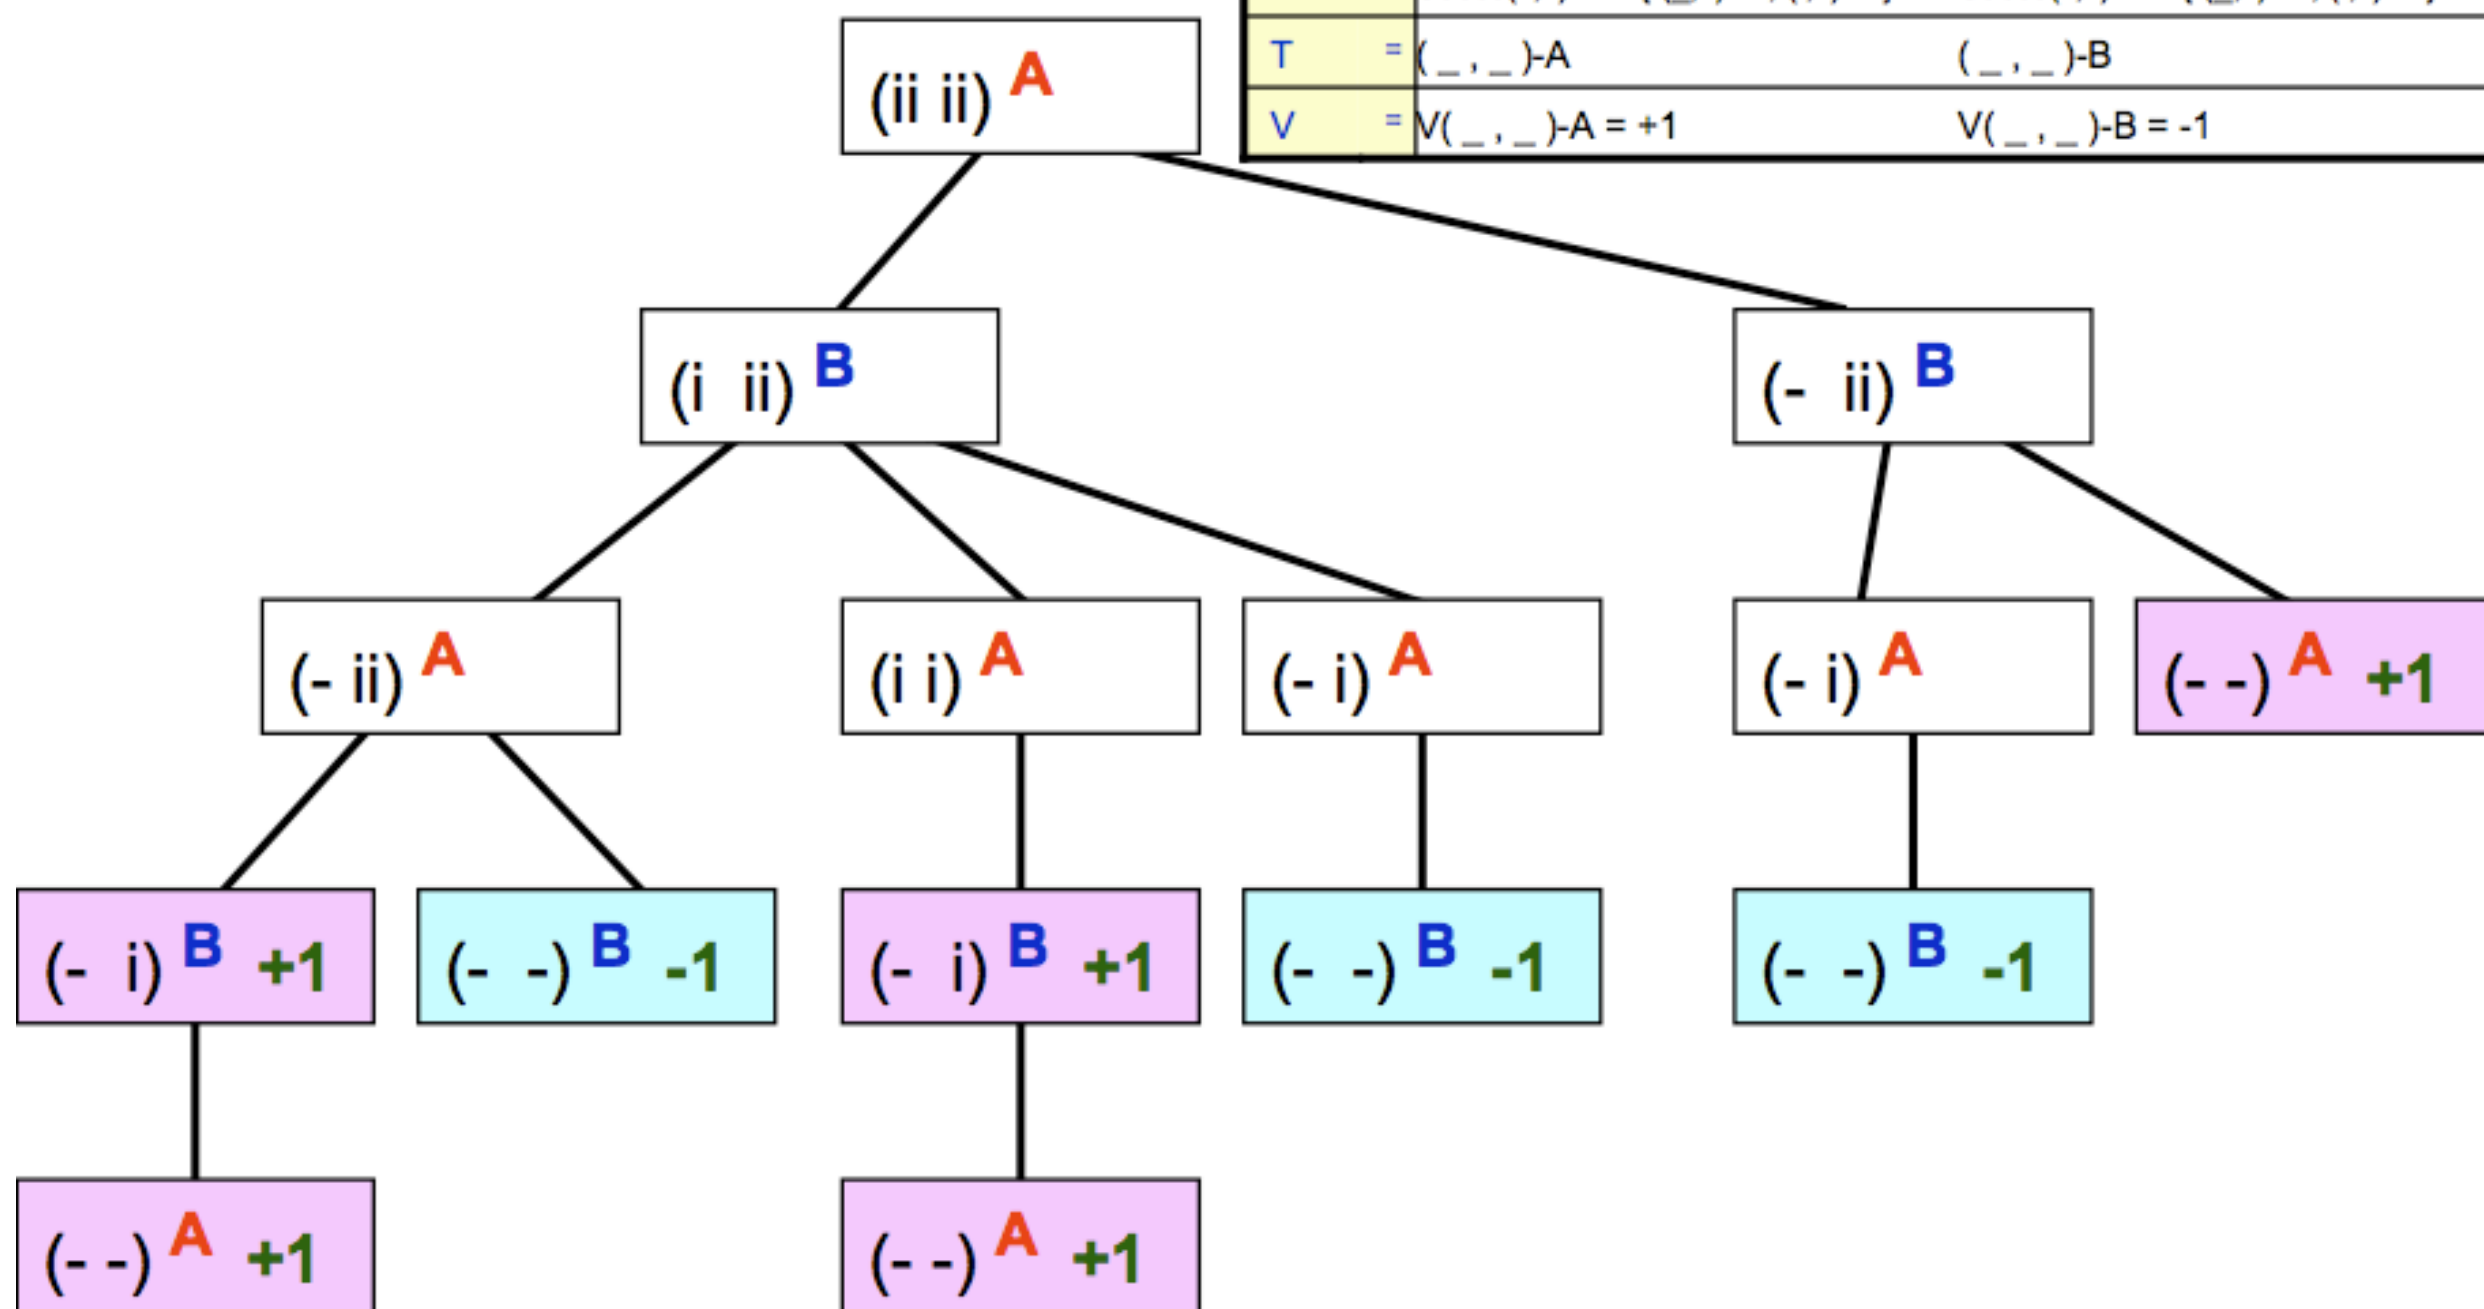 (ii ii) A
T = ( _ , _ )-A ( _ , _ )-B
V = V( _ , _ )-A = +1 V( _ , _ )-B = -1
(i ii) B
(- ii) B
(- ii) A
(i i) A
(- i) A
(- i) A
(- -) A +1
(- i) B +1
(- -) B -1
(- i) B +1
(- -) B -1
(- -) B -1
(- -) A +1
(- -) A +1